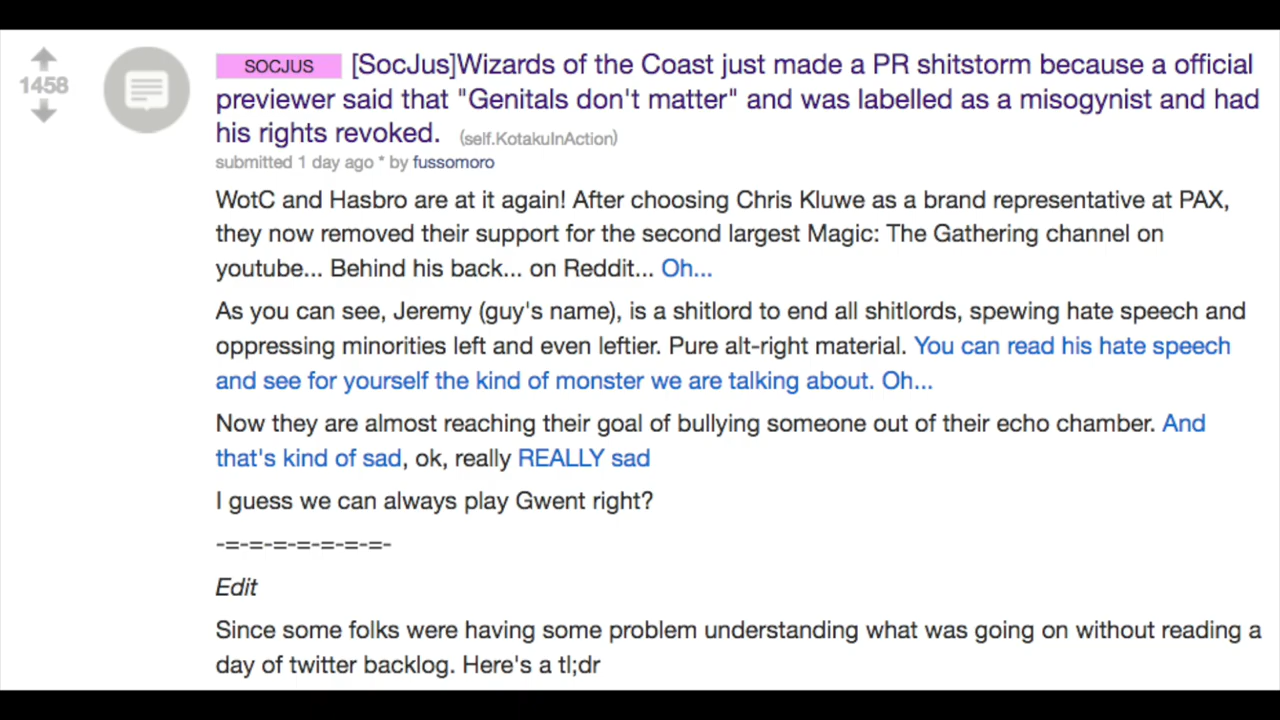 SOCJUS [SocJus]Wizards of the Coast just made a PR shitstorm because a official
1458
previewer said that "Genitals don't matter" and was labelled as a misogynist and had
his rights revoked. (self.KotakuInAction)
submitted 1 day ago * by fussomoro
WotC and Hasbro are at it again! After choosing Chris Kluwe as a brand representative at PAX,
they now removed their support for the second largest Magic: The Gathering channel on
youtube... Behind his back... on Reddit... Oh...
As you can see, Jeremy (guy's name), is a shitlord to end all shitlords, spewing hate speech and
oppressing minorities left and even leftier. Pure alt-right material. You can read his hate speech
and see for yourself the kind of monster we are talking about. Oh...
Now they are almost reaching their goal of bullying someone out of their echo chamber. And
that's kind of sad, ok, really REALLY sad
I guess we can always play Gwent right?
-=-=-=-=-=-=-=-
Edit
Since some folks were having some problem understanding what was going on without reading a
day of twitter backlog. Here's a tl;dr